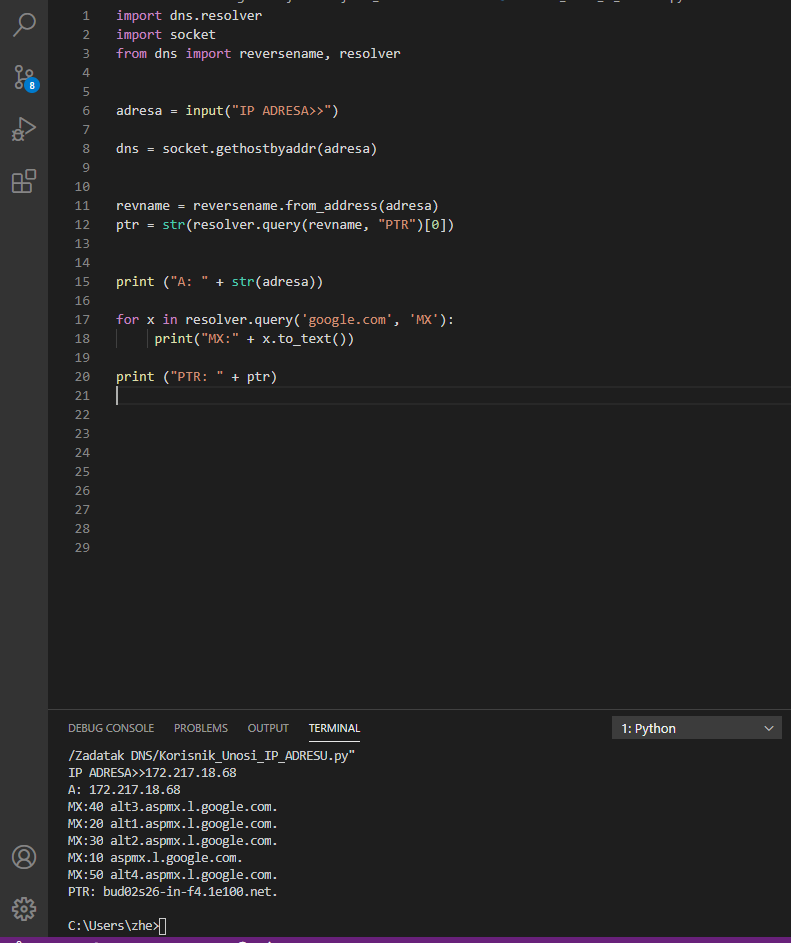 1 import dns.resolver
2 import socket
3 from dns import reversename, resolver
4
5
6 adresa = input("IP ADRESA>>")
7
8 dns = socket.gethostbyaddr(adresa)
9
10
11 revname = reversename.from_address(adresa)
12 ptr = str(resolver.query(revname, "PTR")[0])
13
14
15 print ("A: " + str(adresa))
16
17 for x in resolver.query('google.com', 'MX'):
18 print("MX:" + x.to_text())
19
20 print ("PTR: " + ptr)
21
22
23
24
25
26
27
28
29
8
DEBUG CONSOLE PROBLEMS OUTPUT TERMINAL 1: Python
/Zadatak DNS/Korisnik_Unosi_IP_ADRESU.py"
IP ADRESA>>172.217.18.68
A: 172.217.18.68
MX:40 alt3.aspmx.l.google.com.
MX:20 alt1.aspmx.l.google.com.
MX:30 alt2.aspmx.l.google.com.
MX:10 aspmx.l.google.com.
MX:50 alt4.aspmx.l.google.com.
PTR: bud02s26-in-f4.1e100.net.
C:\Users\zhe>